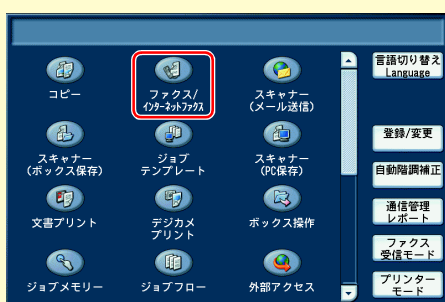 言語切り替え
Language
コピー
ファクス/
インターネットファクス
スキャナー
(メール送信)
登録/変更
スキャナー
(ボックス保存)
ジョブ
テンプレート
スキャナー
(PC保存)
自動階調補正
文書プリント
デジカメ
プリント
ボックス操作
通信管理
レポート
ファクス
受信モード
ジョブメモリー
ジョブフロー
外部アクセス
プリンター
モード